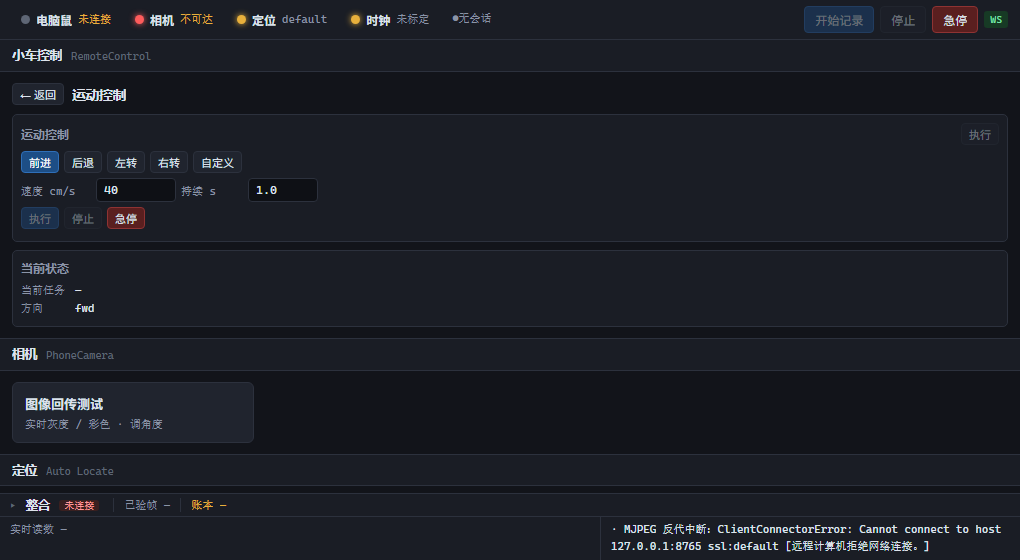 电脑鼠 未连接 相机 不可达 定位 default 时钟 未标定 无会话 开始记录 停止 急停 WS
小车控制 RemoteControl
←返回 运动控制
运动控制 执行
前进 后退 左转 右转 自定义
速度 cm/s 40 持续 s 1.0
执行 停止 急停
当前状态
当前任务 —
方向 fwd
相机 PhoneCamera
图像回传测试
实时灰度 / 彩色 · 调角度
定位 Auto Locate
▸ 整合 未连接 已验帧 — 账本 —
实时读数 —
· MJPEG 反代中断: ClientConnectorError: Cannot connect to host
127.0.0.1:8765 ssl:default [远程计算机拒绝网络连接。]